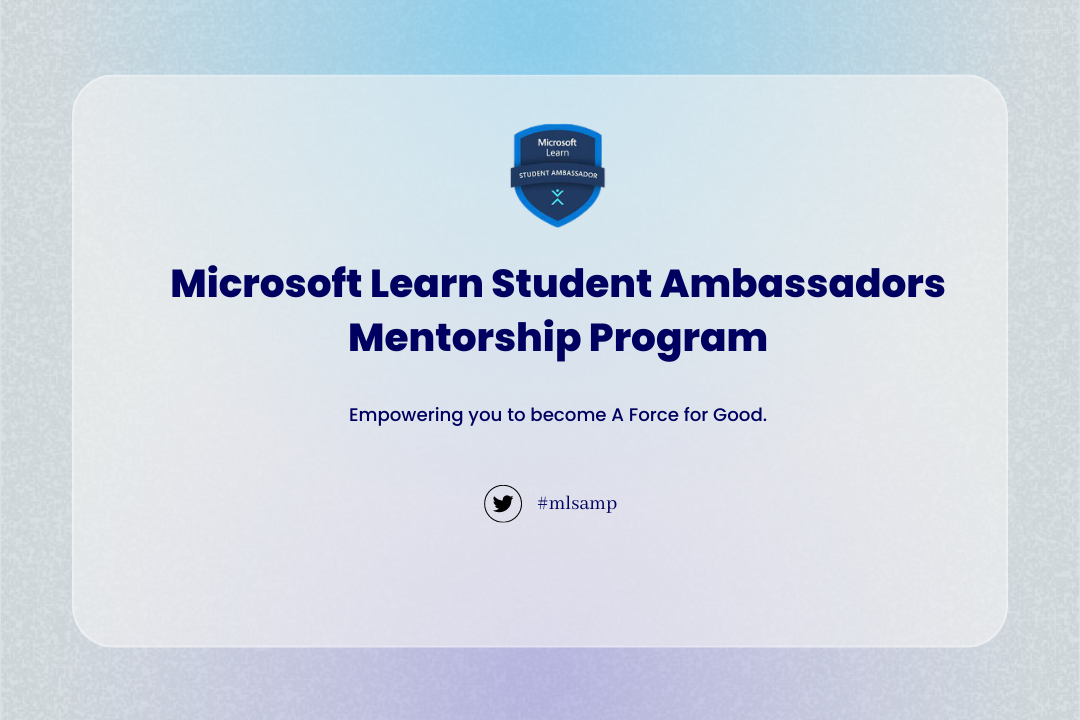 Microsoft
Learn
STUDENT AMBASSADOR
Microsoft Learn Student Ambassadors
Mentorship Program
Empowering you to become A Force for Good.
#mlsamp